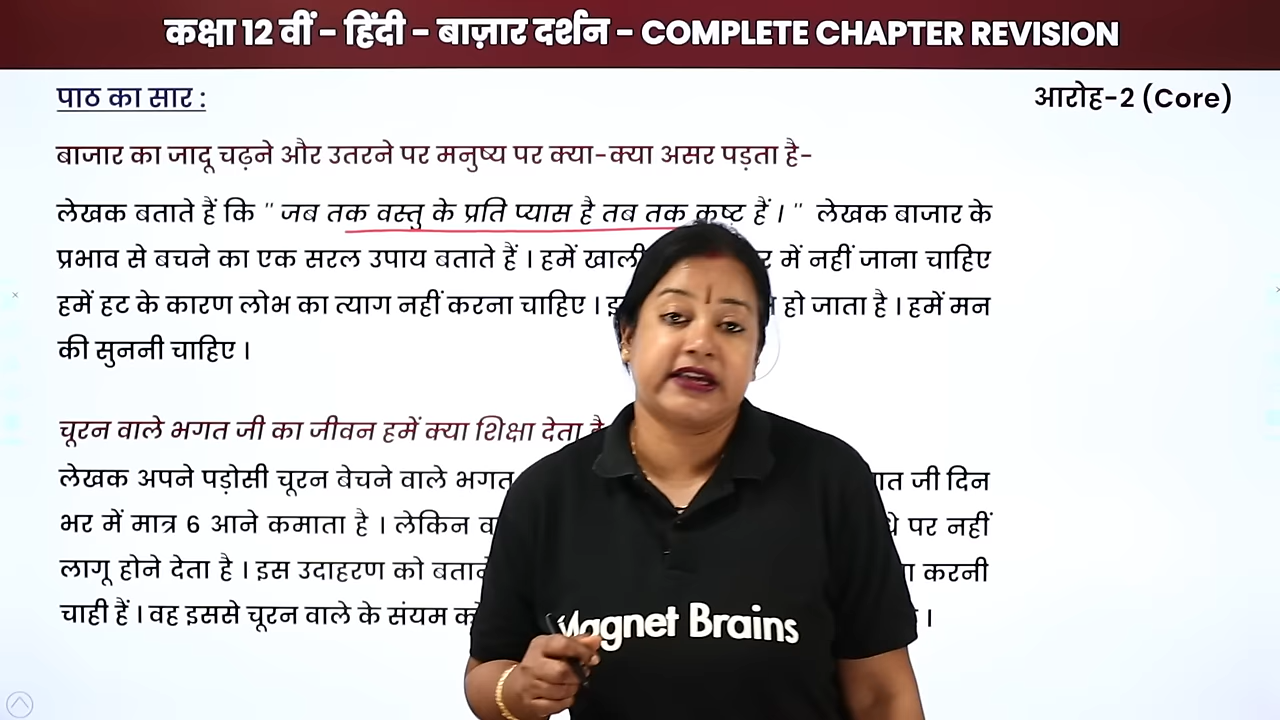 कक्षा 12 वीं - हिंदी - बाज़ार दर्शन - COMPLETE CHAPTER REVISION
पाठ का सार :
आरोह-2 (Core)
बाजार का जादू चढ़ने और उतरने पर मनुष्य पर क्या-क्या असर पड़ता है-
लेखक बताते हैं कि " जब तक वस्तु के प्रति प्यास है तब तक कष्ट हैं । " लेखक बाजार के
प्रभाव से बचने का एक सरल उपाय बताते हैं । हमें खाली में नहीं जाना चाहिए
हमें हट के कारण लोभ का त्याग नहीं करना चाहिए । हो जाता है । हमें मन
की सुननी चाहिए ।
चूरन वाले भगत जी का जीवन हमें क्या शिक्षा देता है
लेखक अपने पड़ोसी चूरन बेचने वाले भगत जी दिन
भर में मात्र 6 आने कमाता है । लेकिन पर नहीं
लागू होने देता है । इस उदाहरण को करनी
चाही हैं । वह इससे चूरन वाले के संयम ।
Magnet Brains